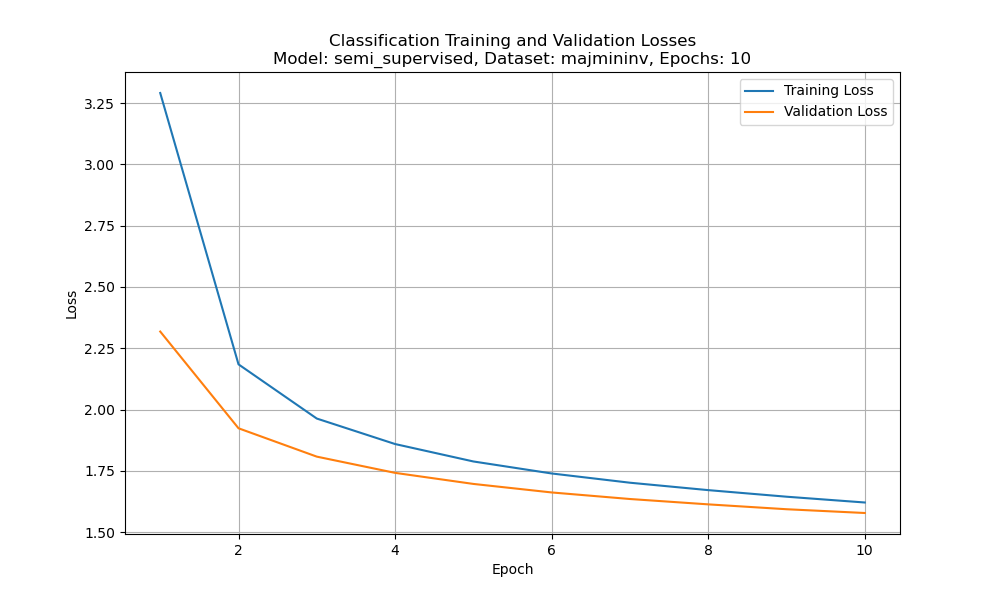 Classification Training and Validation Losses
Model: semi_supervised, Dataset: majmininv, Epochs: 10
Training Loss
Validation Loss
3.25
3.00
2.75
2.50
2.25
2.00
1.75
1.50
Loss
2 4 6 8 10
Epoch